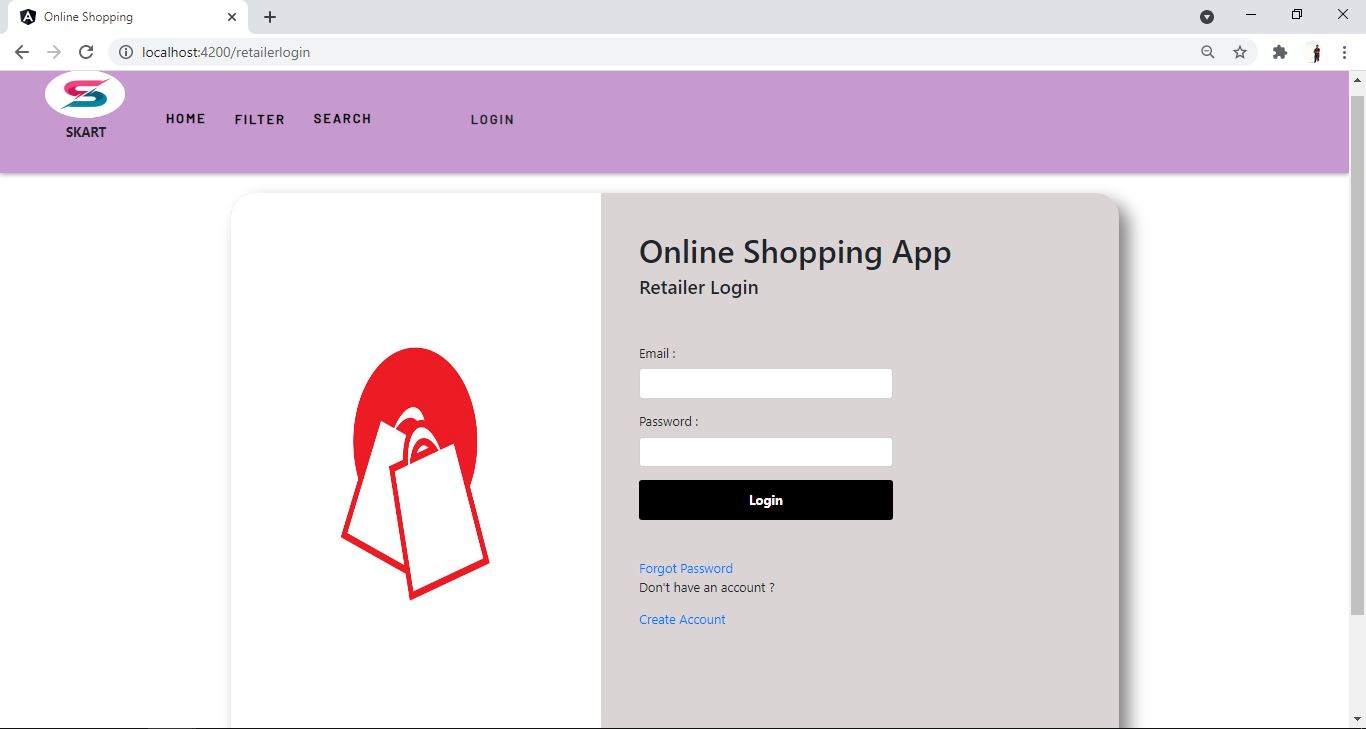 Online Shopping
localhost:4200/retailerlogin
SKART
HOME FILTER SEARCH LOGIN
Online Shopping App
Retailer Login
Email :
Password :
Login
Forgot Password
Don't have an account ?
Create Account